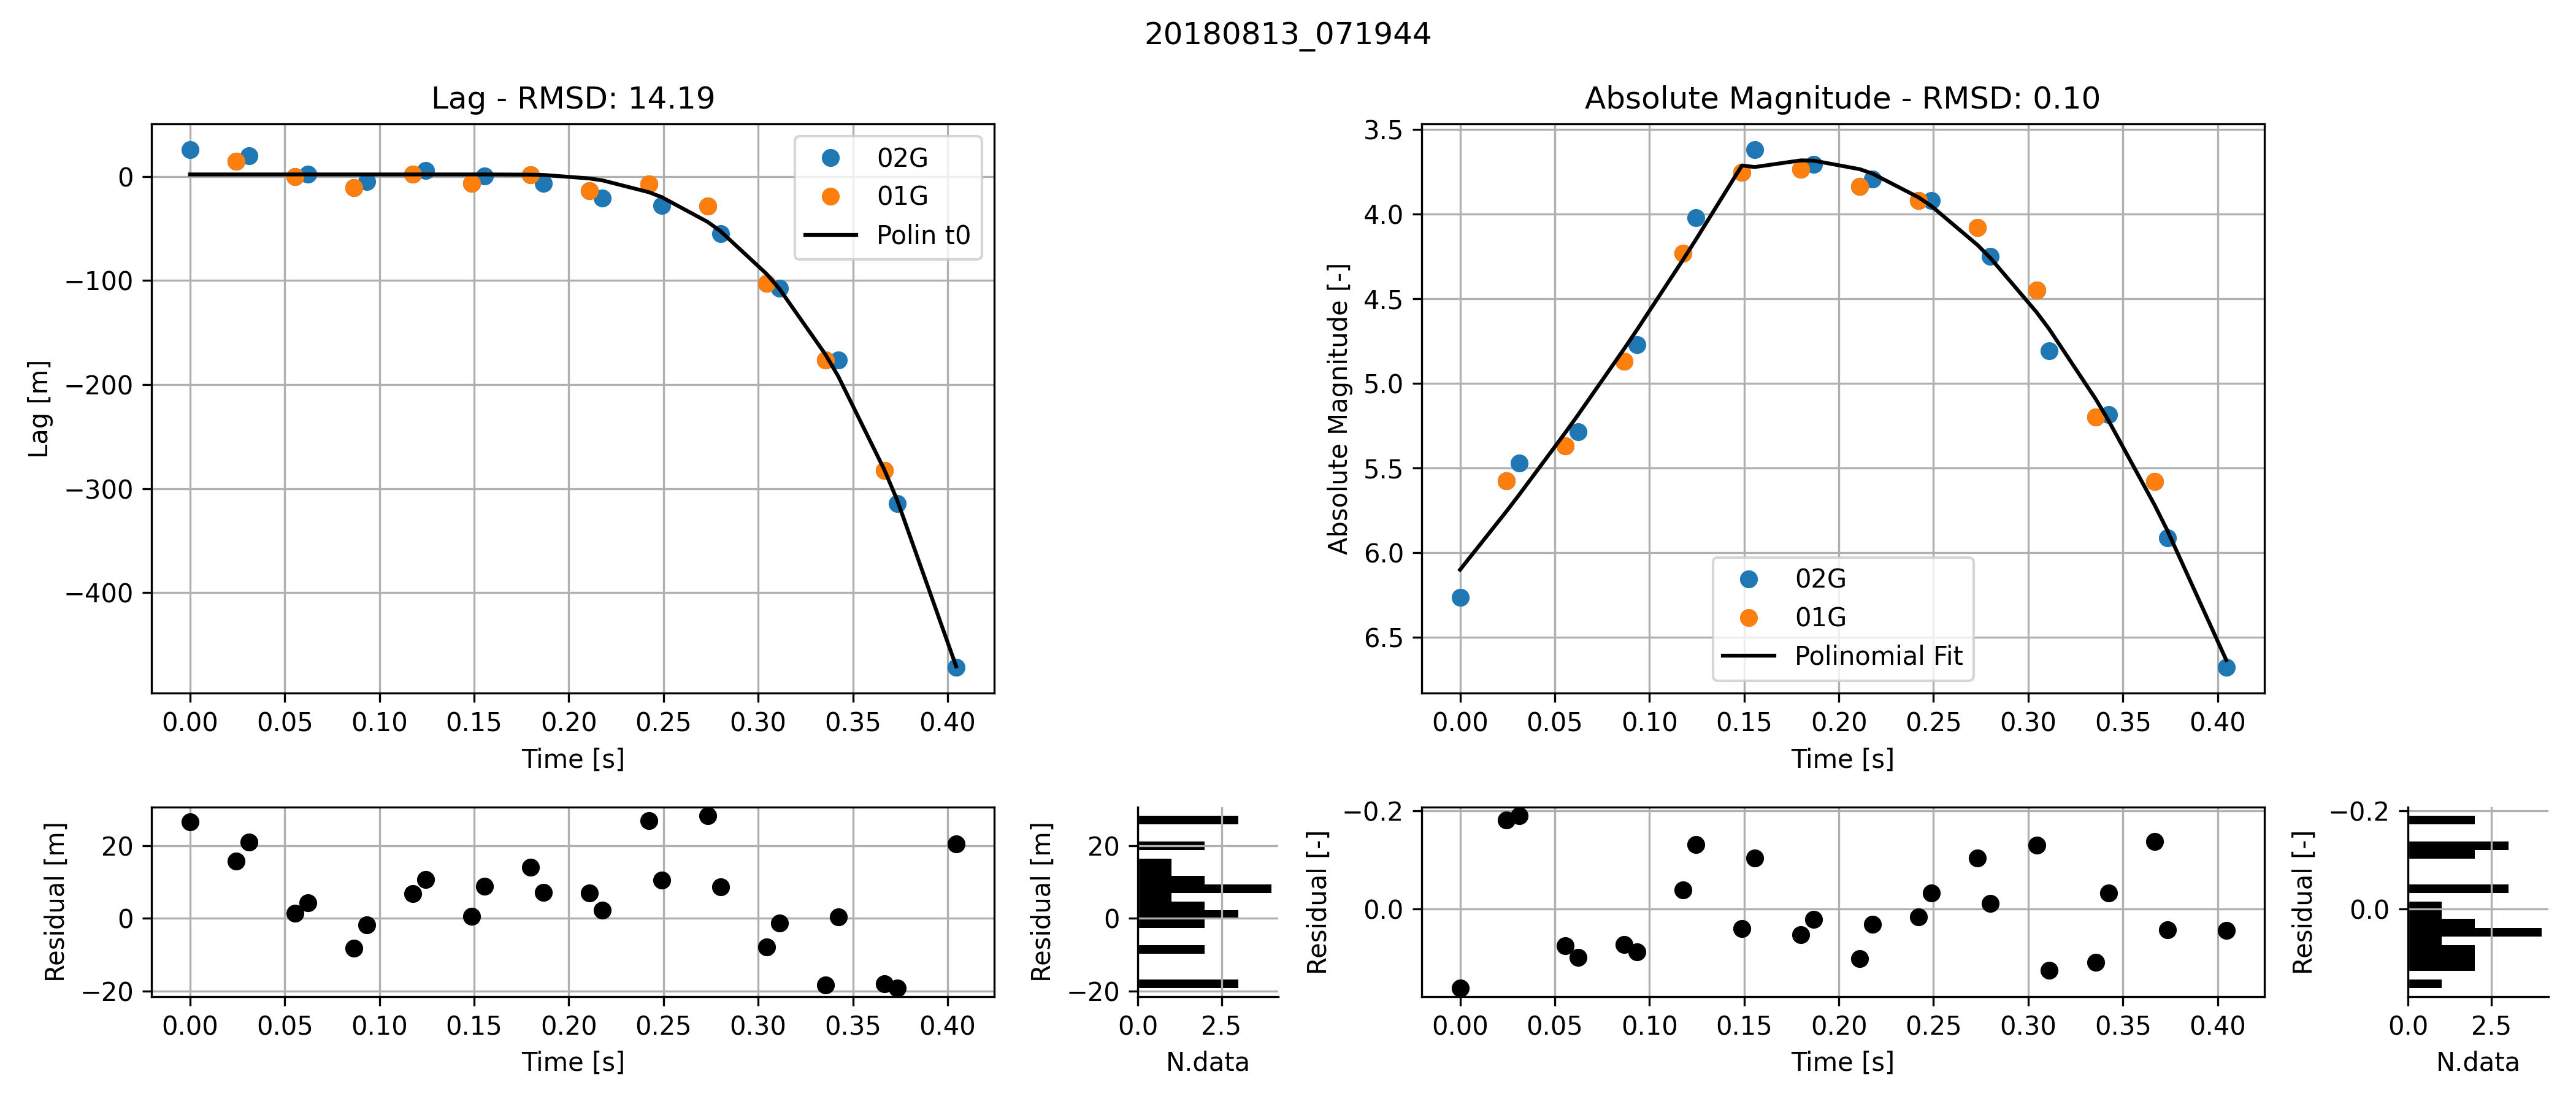 20180813_071944
Lag - RMSD: 14.19
0
−100
−200
−300
−400
Lag [m]
02G
01G
Polin t0
0.00 0.05 0.10 0.15 0.20 0.25 0.30 0.35 0.40
Time [s]
Absolute Magnitude - RMSD: 0.10
3.5
4.0
4.5
5.0
5.5
6.0
6.5
Absolute Magnitude [-]
02G
01G
Polinomial Fit
0.00 0.05 0.10 0.15 0.20 0.25 0.30 0.35 0.40
Time [s]
20
0
−20
Residual [m]
0.00 0.05 0.10 0.15 0.20 0.25 0.30 0.35 0.40
Time [s]
20
0
−20
Residual [m]
0.0 2.5
N.data
−0.2
0.0
Residual [-]
0.00 0.05 0.10 0.15 0.20 0.25 0.30 0.35 0.40
Time [s]
−0.2
0.0
Residual [-]
0.0 2.5
N.data